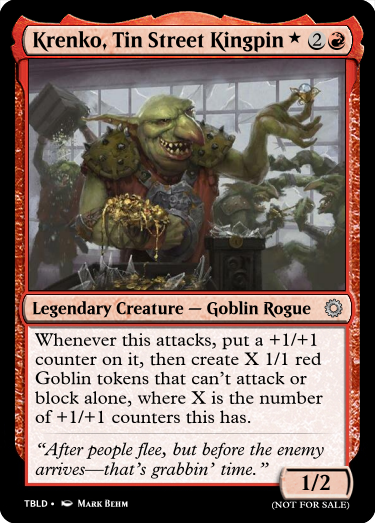 Krenko, Tin Street Kingpin ★ 2
Legendary Creature — Goblin Rogue
Whenever this attacks, put a +1/+1
counter on it, then create X 1/1 red
Goblin tokens that can't attack or
block alone, where X is the number
of +1/+1 counters this has.
“After people flee, but before the enemy
arrives—that's grabbin' time.”
1/2
TBLD • Mark Behm
(NOT FOR SALE)